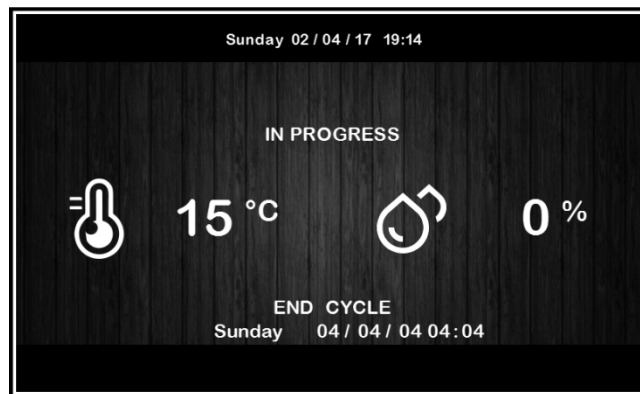 Sunday 02 / 04 / 17 19:14
IN PROGRESS
15 °C 0 %
END CYCLE
Sunday 04 / 04 / 04 04:04